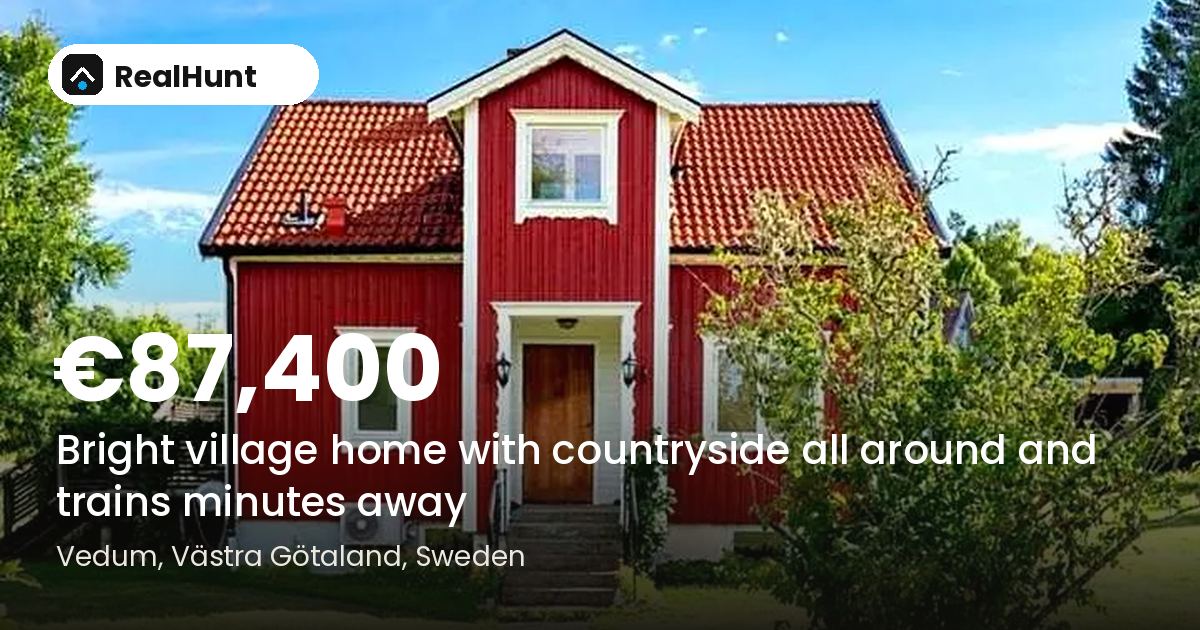 RealHunt
€87,400
Bright village home with countryside all around and
trains minutes away
Vedum, Västra Götaland, Sweden